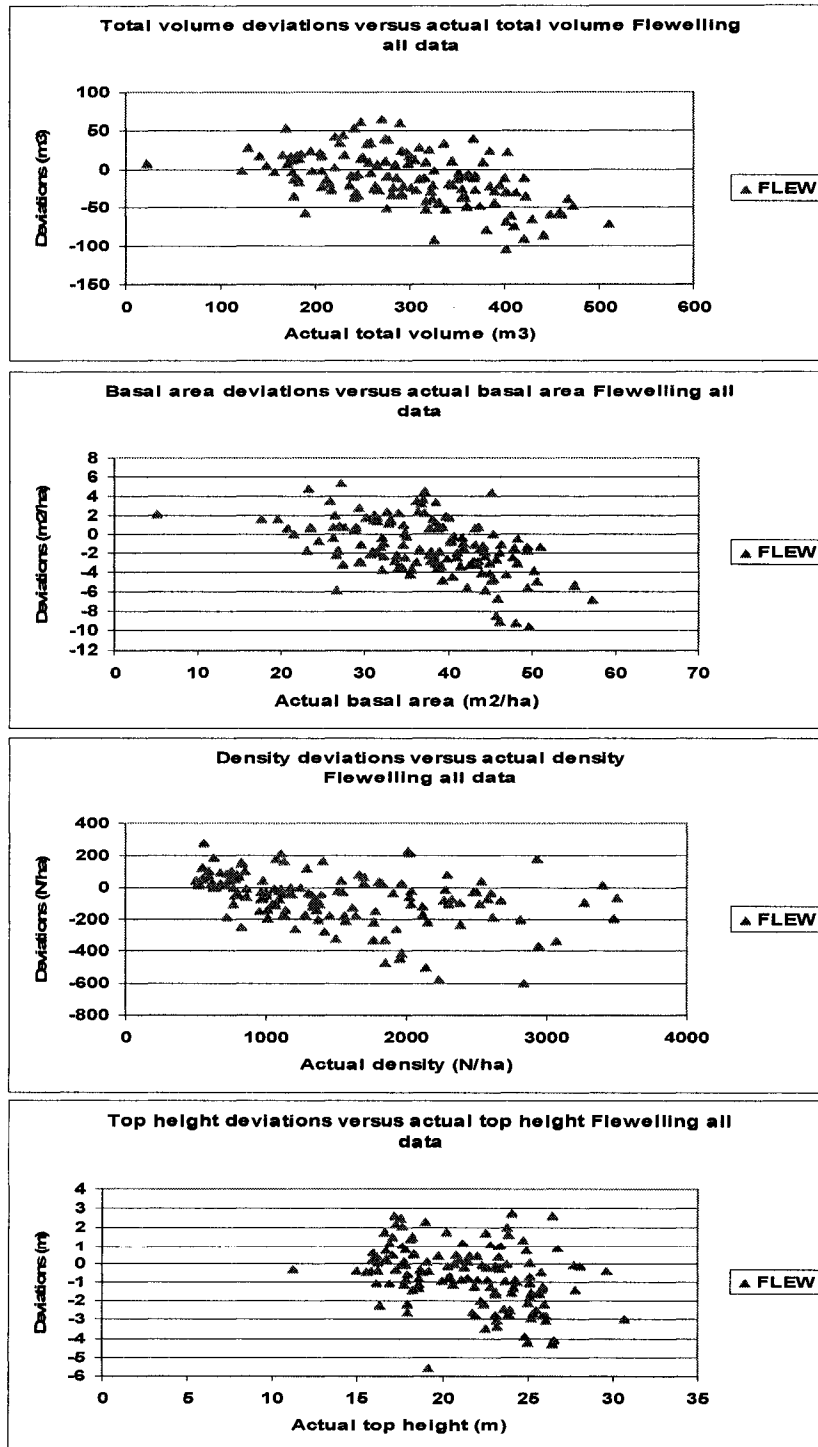 Total volume deviations versus actual total volume Flewelling
all data
Deviations (m3)
100
50
0
-50
-100
-150
0 100 200 300 400 500 600
Actual total volume (m3)
FLEW
Basal area deviations versus actual basal area Flewelling all
data
Deviations (m2/ha)
8
6
4
2
0
-2
-4
-6
-8
-10
-12
0 10 20 30 40 50 60 70
Actual basal area (m2/ha)
FLEW
Density deviations versus actual density
Flewelling all data
Deviations (N/ha)
400
200
0
-200
-400
-600
-800
0 1000 2000 3000 4000
Actual density (N/ha)
FLEW
Top height deviations versus actual top height Flewelling all
data
Deviations (m)
4
3
2
1
0
-1
-2
-3
-4
-5
-6
0 5 10 15 20 25 30 35
Actual top height (m)
FLEW